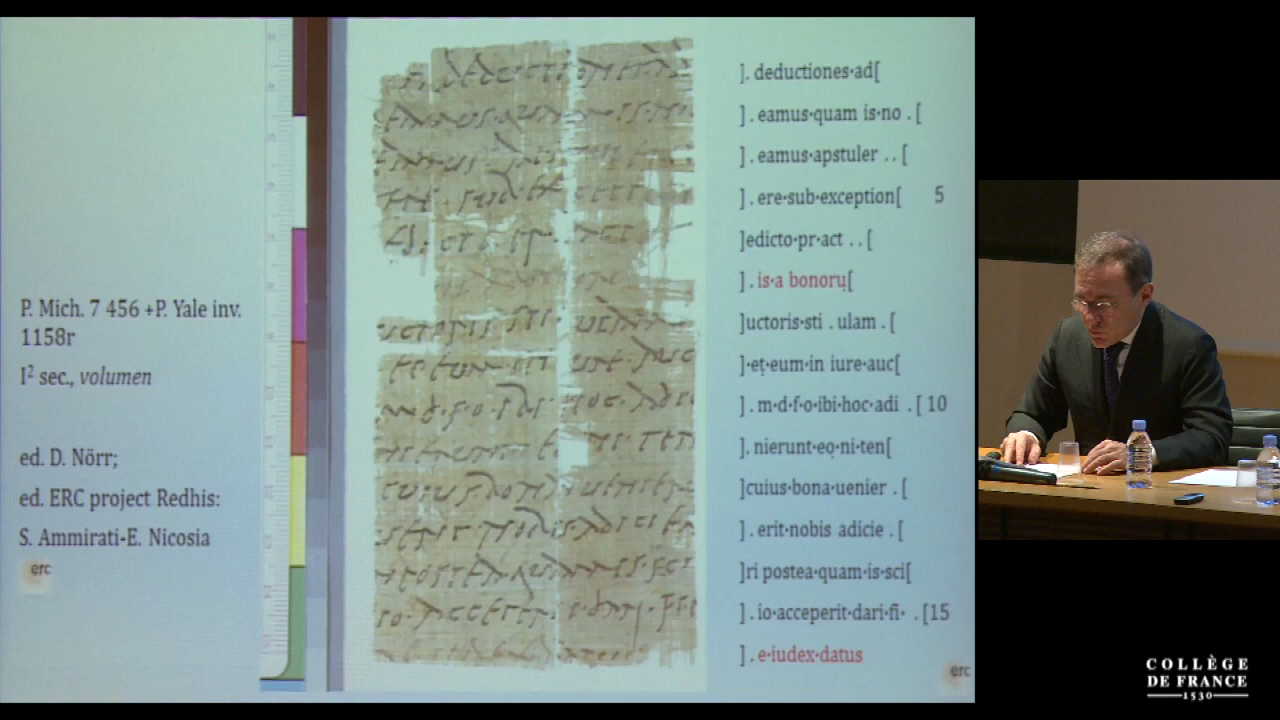 P. Mich. 7 456 +P. Yale inv.
1158r
I² sec., volumen
ed. D. Nörr;
ed. ERC project Redhis:
S. Ammirati-E. Nicosia
erc
]. deductiones·ad[
] . eamus·quam is·no . [
] . eamus·apstuler . . [
] . ere·sub·exception[ 5
]edicto·pr·act . . [
] . is·a bonorụ[
]uctoris·sti . ulam . [
] ·eṭ·eum·in iure·auc[
] . m·d·f·o·ibi·hoc·adi . [ 10
]. nierunt·eọ·ni·ten[
]cuius·bona·uenier . [
] . erit·nobis adicie . [
]ri postea·quam·is·sci[
] . io·acceperit·dari·fi· . [15
] . e·iudex·datus
erc
COLLÈGE
DE FRANCE
1530